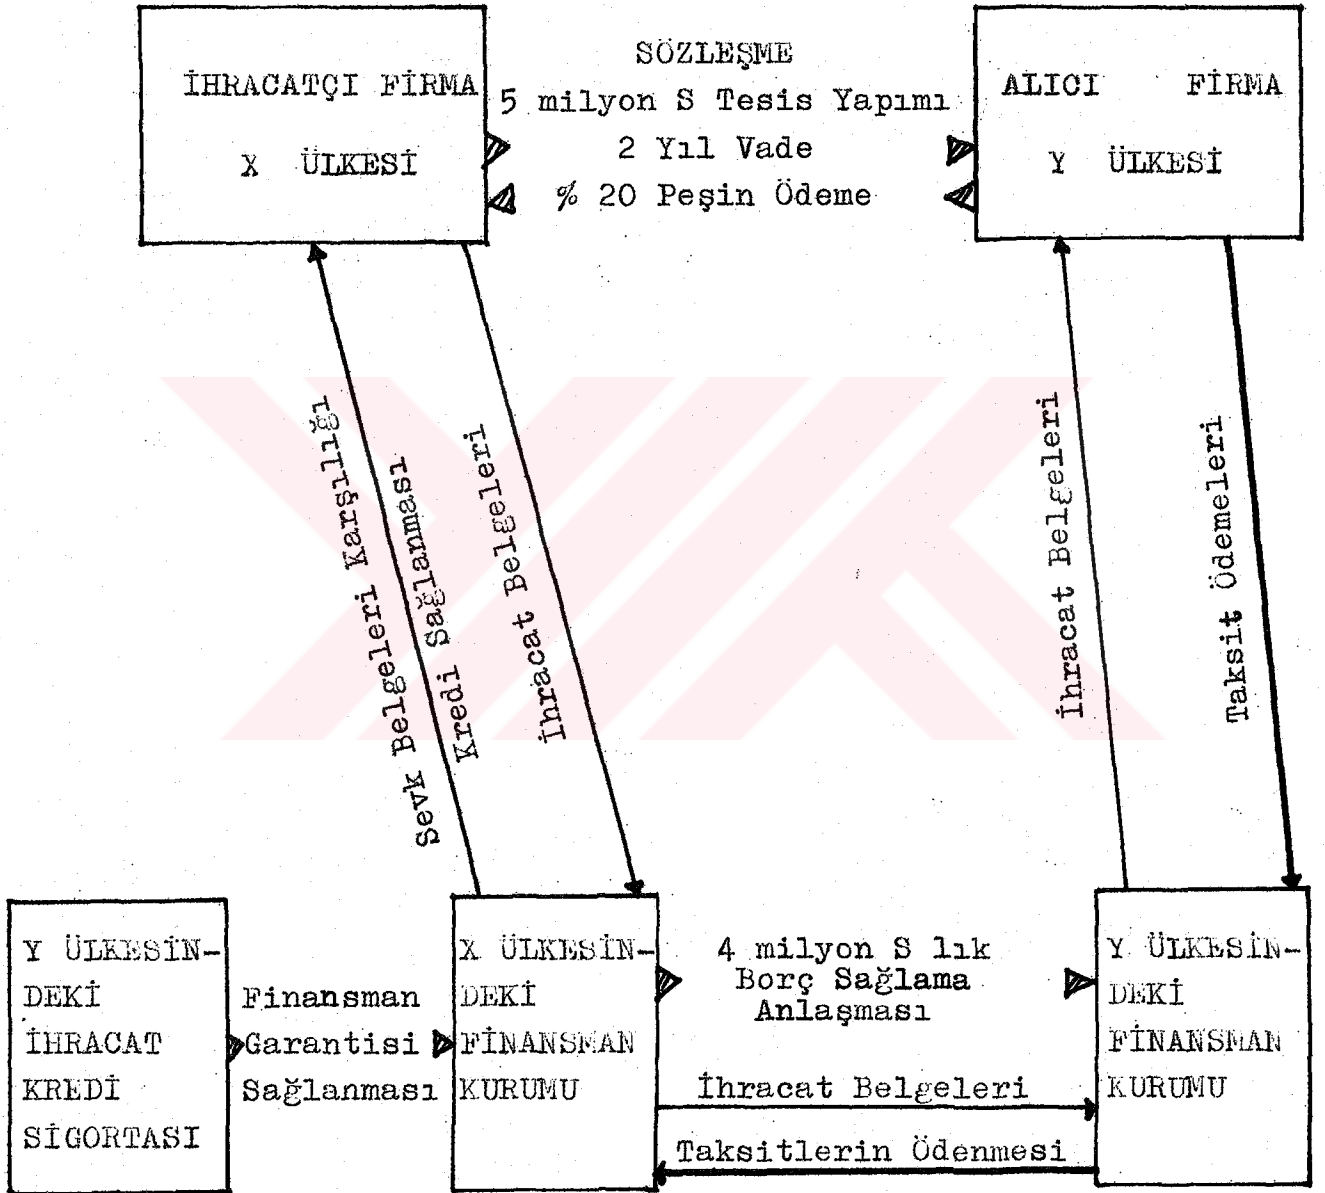 İHRACATÇI FİRMA
X ÜLKESİ
SÖZLEŞME
5 milyon S Tesis Yapımı
2 Yıl Vade
% 20 Peşin Ödeme
ALICI FİRMA
Y ÜLKESİ
Sevk Belgeleri Karşılığı
Kredi Sağlanması
İhracat Belgeleri
İhracat Belgeleri
Taksit Ödemeleri
Y ÜLKESİN-
DEKİ
İHRACAT
KREDİ
SİGORTASI
Finansman
Garantisi
Sağlanması
X ÜLKESİN-
DEKİ
FİNANSMAN
KURUMU
4 milyon S lık
Borç Sağlama
Anlaşması
İhracat Belgeleri
Taksitlerin Ödenmesi
Y ÜLKESİN-
DEKİ
FİNANSMAN
KURUMU